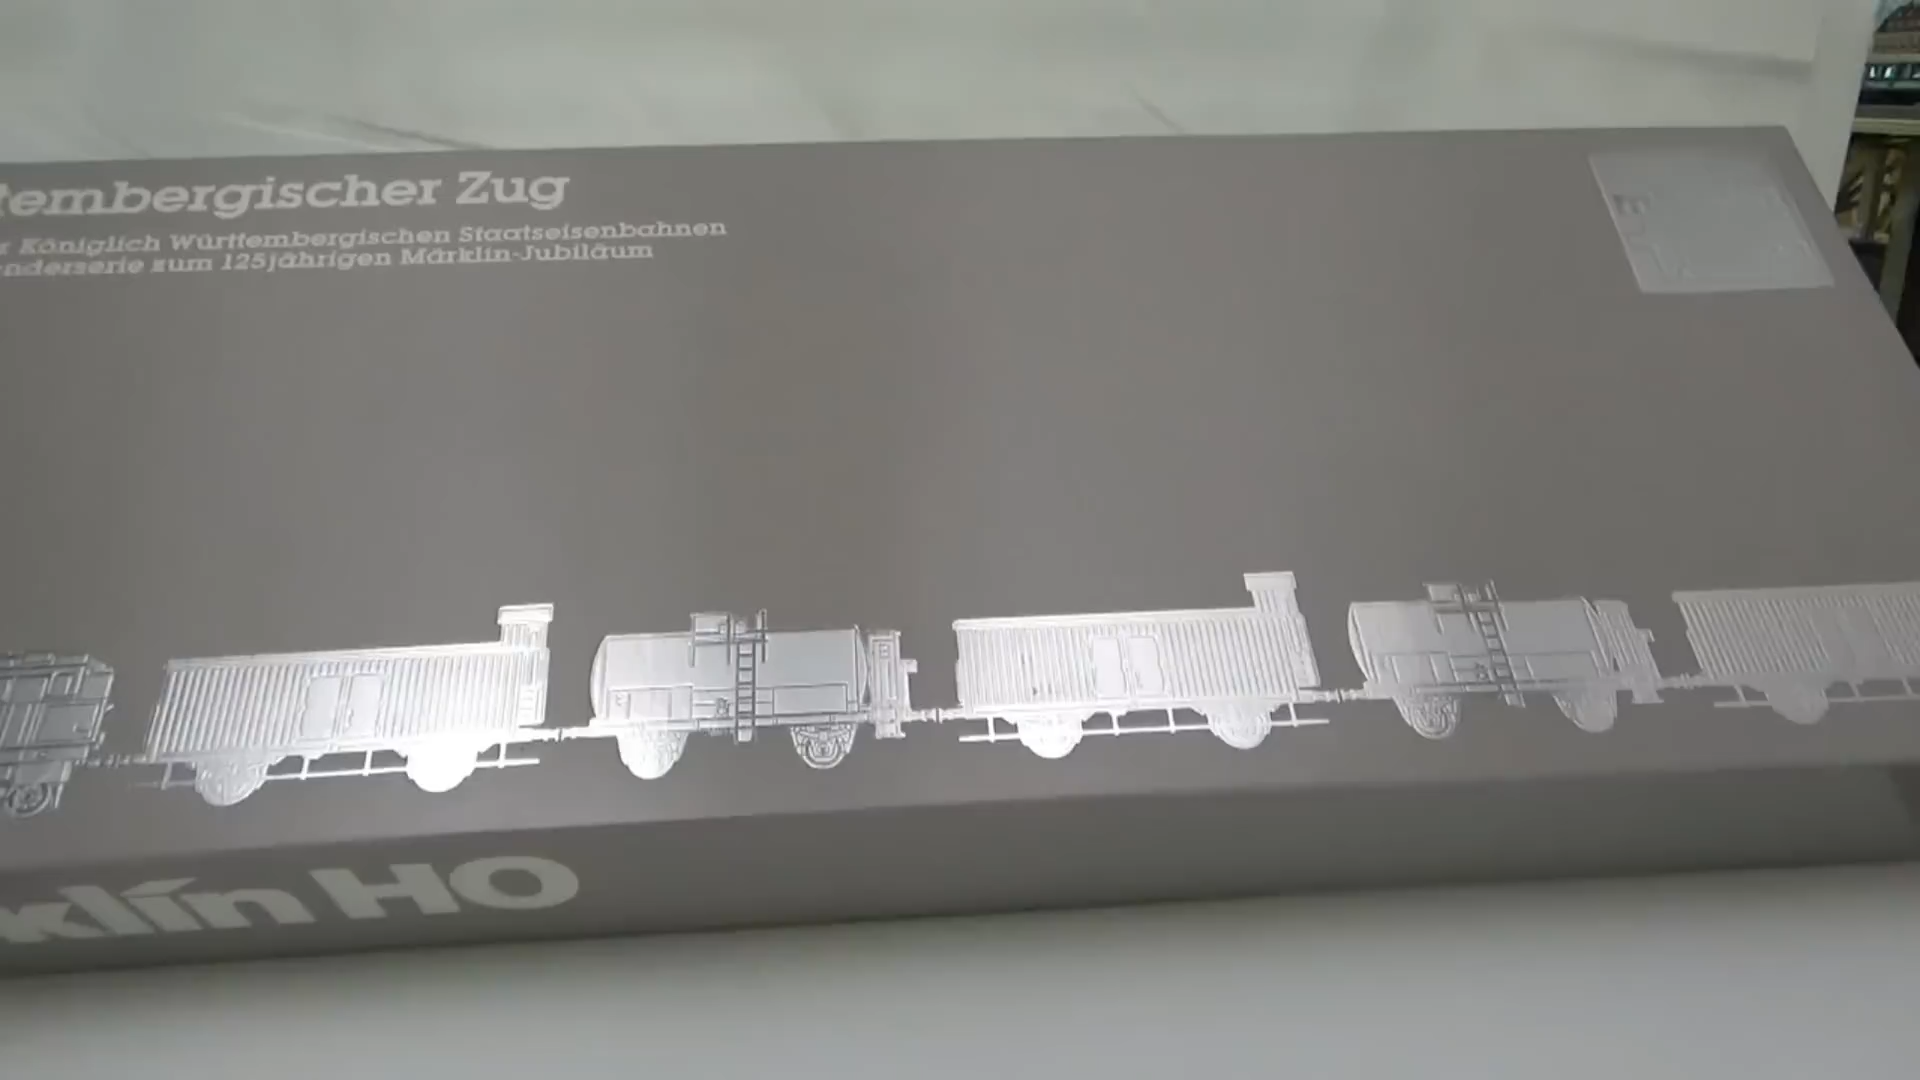 tembergischer Zug
r Königlich Württembergischen Staatseisenbahnen
nderserie zum 125jährigen Märklin-Jubiläum
klin HO